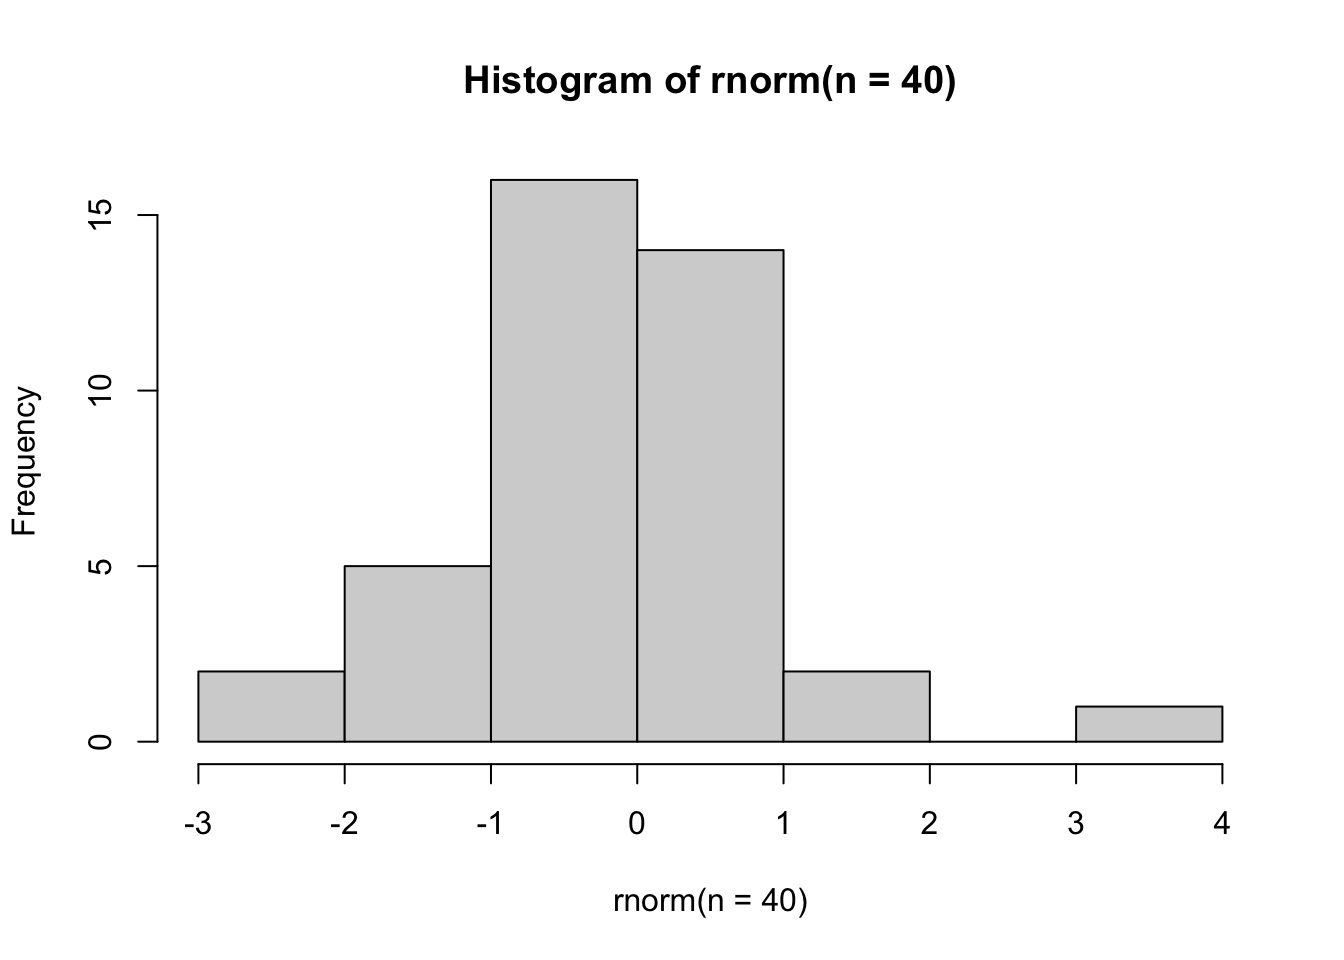 Histogram of rnorm(n = 40)
Frequency
15
10
5
0
-3 -2 -1 0 1 2 3 4
rnorm(n = 40)